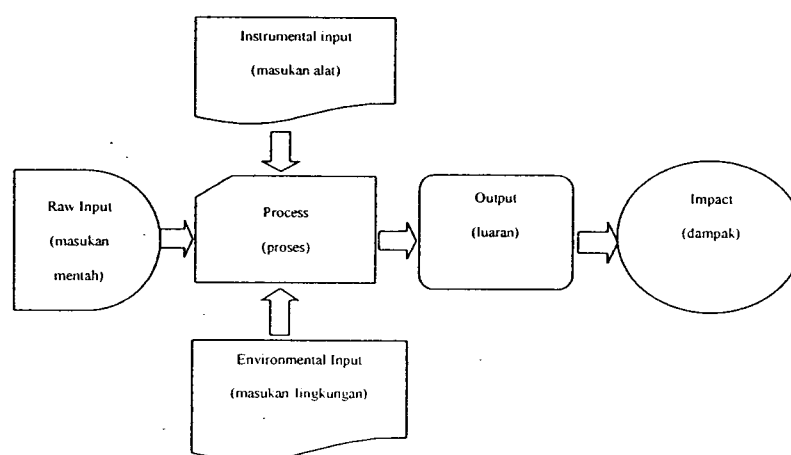 Instrumental input
(masukan alat)
Raw Input
(masukan
mentah)
Process
(proses)
Output
(luaran)
Impact
(dampak)
Environmental Input
(masukan lingkungan)